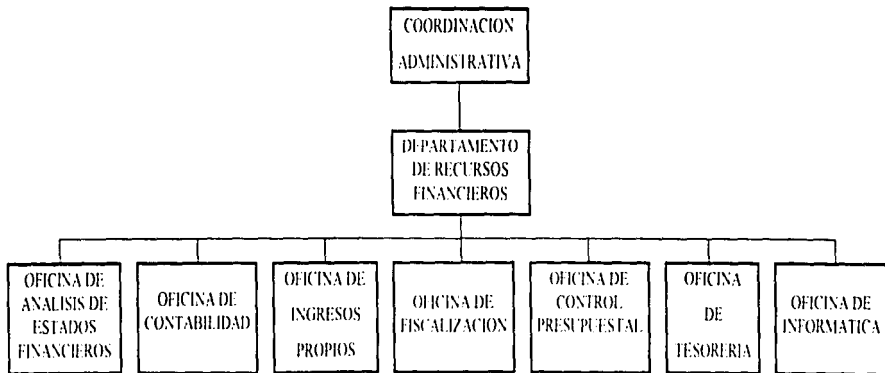 COORDINACION
ADMINISTRATIVA
DEPARTAMENTO
DE RECURSOS
FINANCIEROS
OFICINA DE
ANALISIS DE
ESTADOS
FINANCIEROS
OFICINA DE
CONTABILIDAD
OFICINA DE
INGRESOS
PROPIOS
OFICINA DE
FISCALIZACION
OFICINA DE
CONTROL
PRESUPUESTAL
OFICINA
DE
TESORERIA
OFICINA DE
INFORMATICA